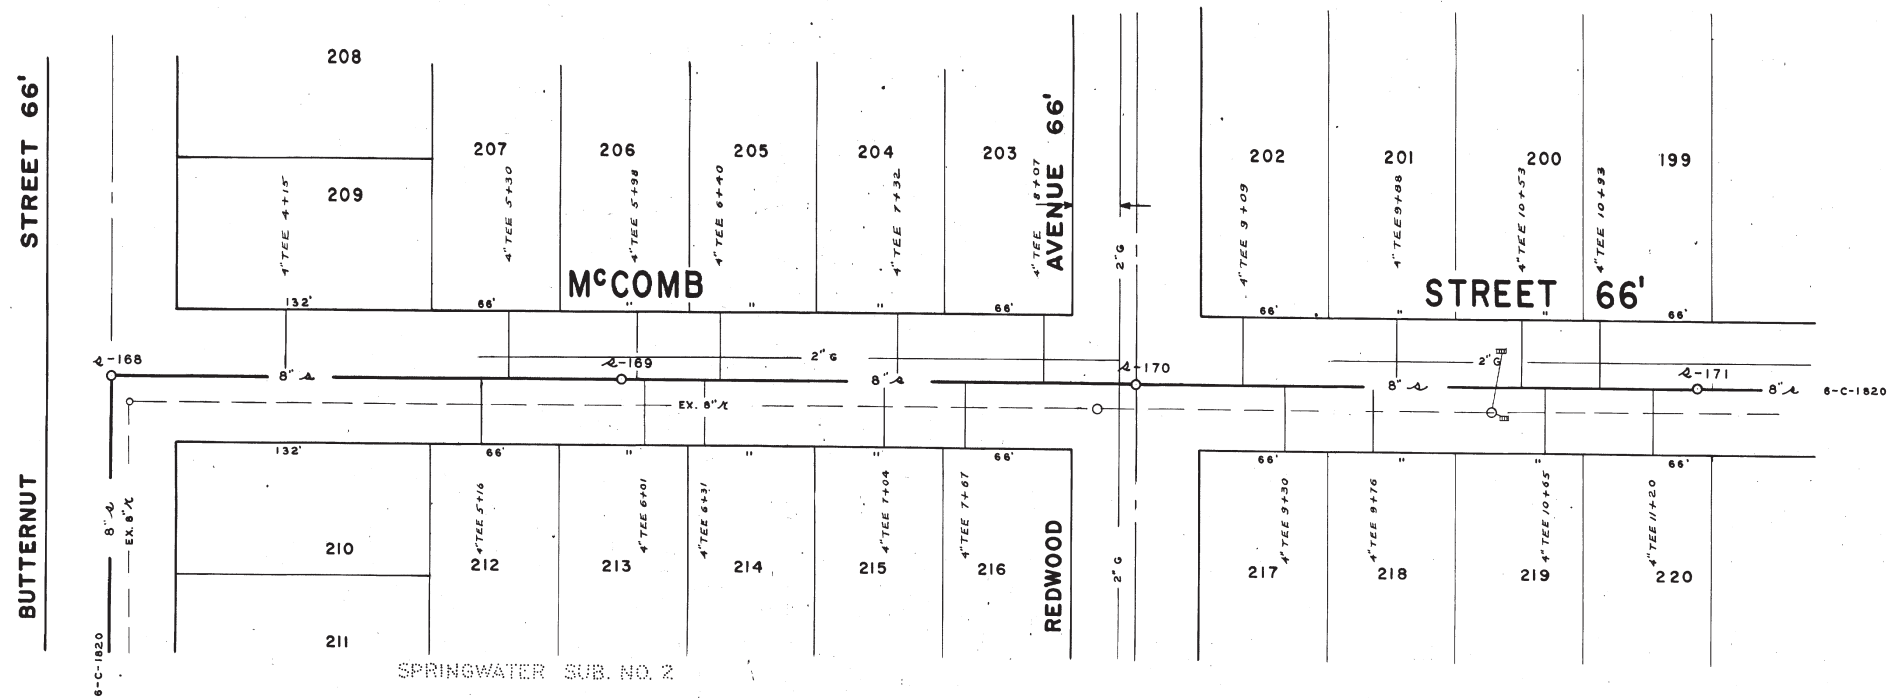 BUTTERNUT STREET 66'
208
209
207
206
205
204
203
202
201
200
199
4" TEE 4+15
4" TEE 5+30
4" TEE 5+98
4" TEE 6+40
4" TEE 7+32
4" TEE 8+07
REDWOOD AVENUE 66'
4" TEE 9+09
4" TEE 9+88
4" TEE 10+53
4" TEE 10+93
2" G
McCOMB STREET 66'
132'
66'
"
"
"
66'
66'
"
"
66'
s-168
s-169
2" G
s-170
2" G
s-171
8" s
8" s
8" s
8" s
6-C-1820
EX. 8" r
132'
66'
"
"
"
66'
66'
"
"
66'
8" s
EX. 8" r
4" TEE 5+16
4" TEE 6+01
4" TEE 6+31
4" TEE 7+04
4" TEE 7+67
4" TEE 9+30
4" TEE 9+76
4" TEE 10+65
4" TEE 11+20
210
212
213
214
215
216
2" G
217
218
219
220
211
6-C-1820
SPRINGWATER SUB. NO. 2